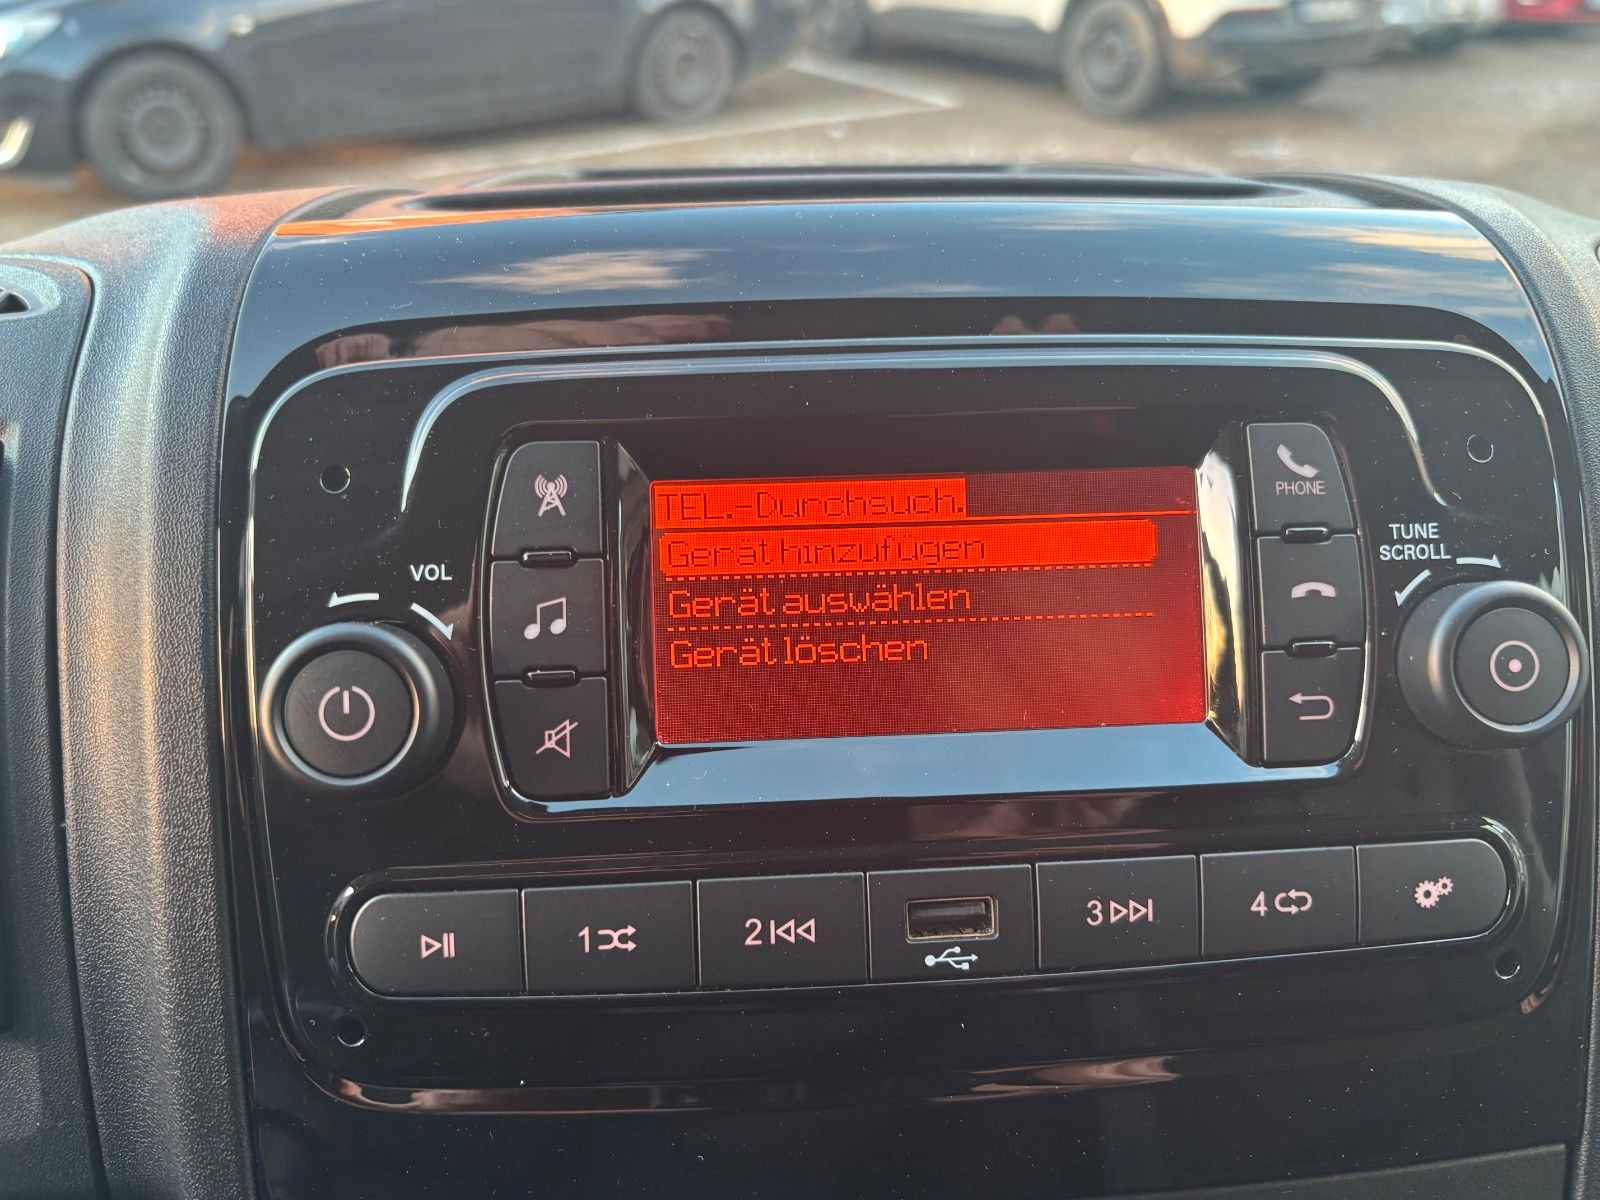 TEL.-Durchsuch.
Gerät hinzufügen
Gerät auswählen
Gerät löschen
VOL
PHONE
TUNE
SCROLL
1
2
3
4